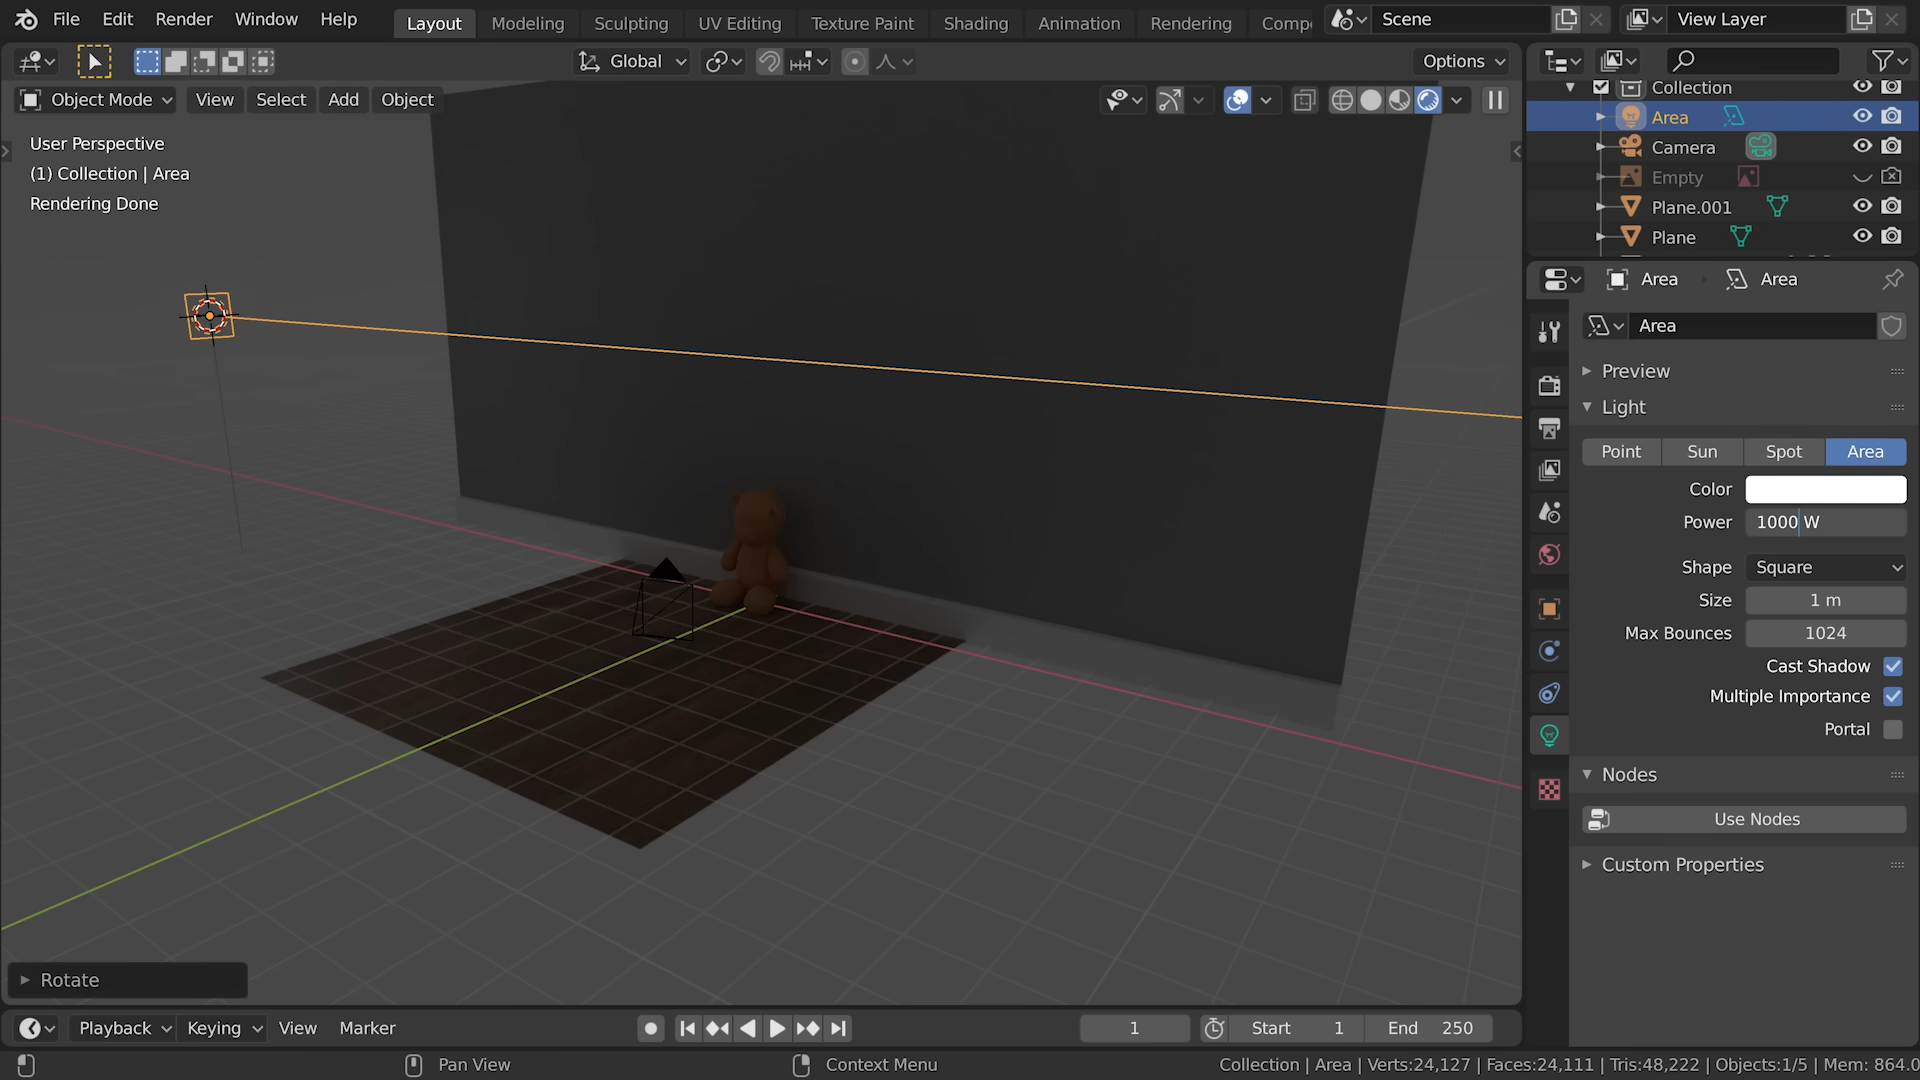 File Edit Render Window Help
Layout Modeling Sculpting UV Editing Texture Paint Shading Animation Rendering Comp
Scene
View Layer
Global
Options
Object Mode View Select Add Object
User Perspective
(1) Collection | Area
Rendering Done
Collection
Area
Camera
Empty
Plane.001
Plane
Area Area
Area
Preview
Light
Point Sun Spot Area
Color
Power 1000 W
Shape Square
Size 1 m
Max Bounces 1024
Cast Shadow
Multiple Importance
Portal
Nodes
Use Nodes
Custom Properties
Rotate
Playback Keying View Marker
1
Start 1
End 250
Pan View
Context Menu
Collection | Area | Verts:24,127 | Faces:24,111 | Tris:48,222 | Objects:1/5 | Mem: 864.0